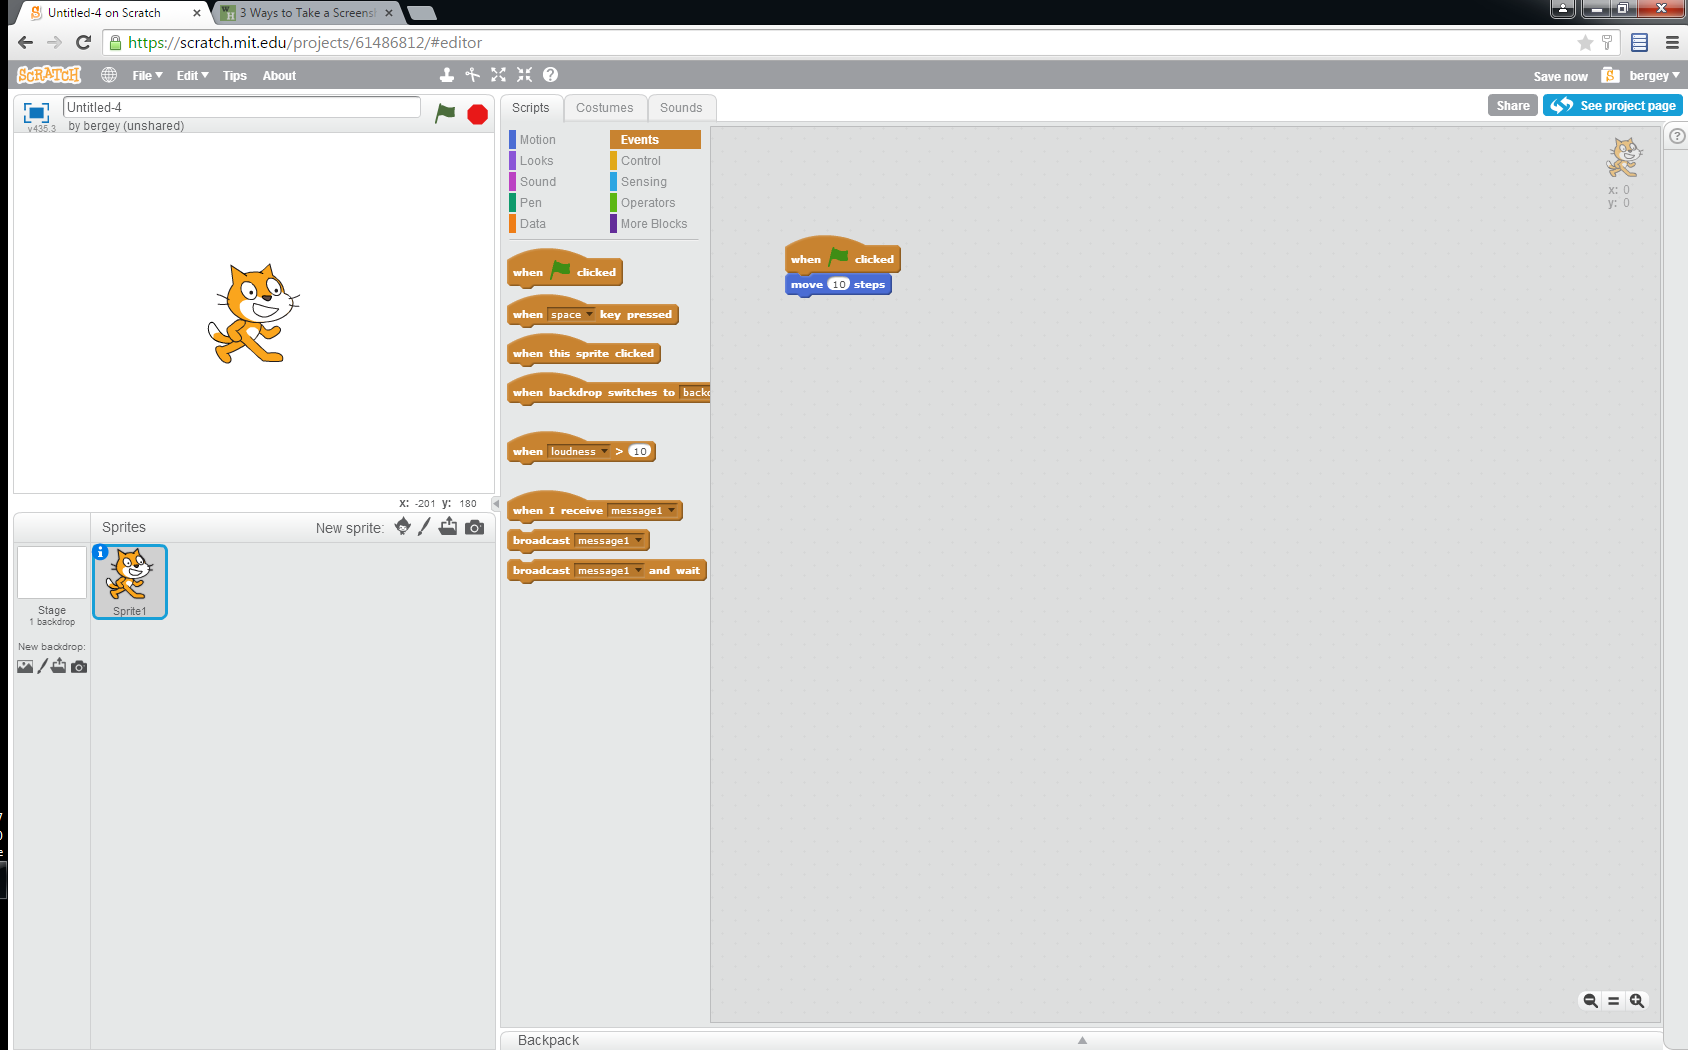 Untitled-4 on Scratch
3 Ways to Take a Screensh
https://scratch.mit.edu/projects/61486812/#editor
SCRATCH File Edit Tips About Save now bergey
Untitled-4
by bergey (unshared)
v435.3
Scripts Costumes Sounds
Share See project page
Motion Events
Looks Control
Sound Sensing
Pen Operators
Data More Blocks
when clicked
when space key pressed
when this sprite clicked
when backdrop switches to backd
when loudness > 10
when I receive message1
broadcast message1
broadcast message1 and wait
when clicked
move 10 steps
x: 0
y: 0
x: -201 y: 180
Sprites New sprite:
Stage
1 backdrop
New backdrop:
Sprite1
Backpack